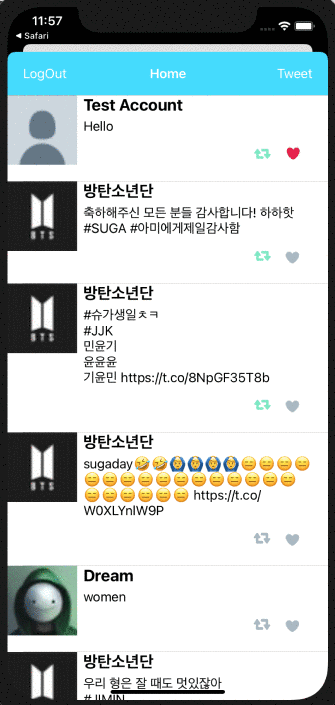 11:57
◀ Safari
LogOut Home Tweet
Test Account
Hello
BTS
방탄소년단
축하해주신 모든 분들 감사합니다! 하하핫
#SUGA #아미에게제일감사함
BTS
방탄소년단
#슈가생일ㅊㅋ
#JJK
민윤기
윤윤윤
기윤민 https://t.co/8NpGF35T8b
BTS
방탄소년단
sugaday🤣🤣🙆‍♂️🙆‍♂️🙆‍♂️🙆‍♂️😑😑😑😑
😑😑😑😑😑😑😑😑😑😑😑😑
😑😑😑😑😑😑 https://t.co/
W0XLYnlW9P
Dream
women
BTS
방탄소년단
우리 형은 잘 때도 멋있잖아
#JIMIN